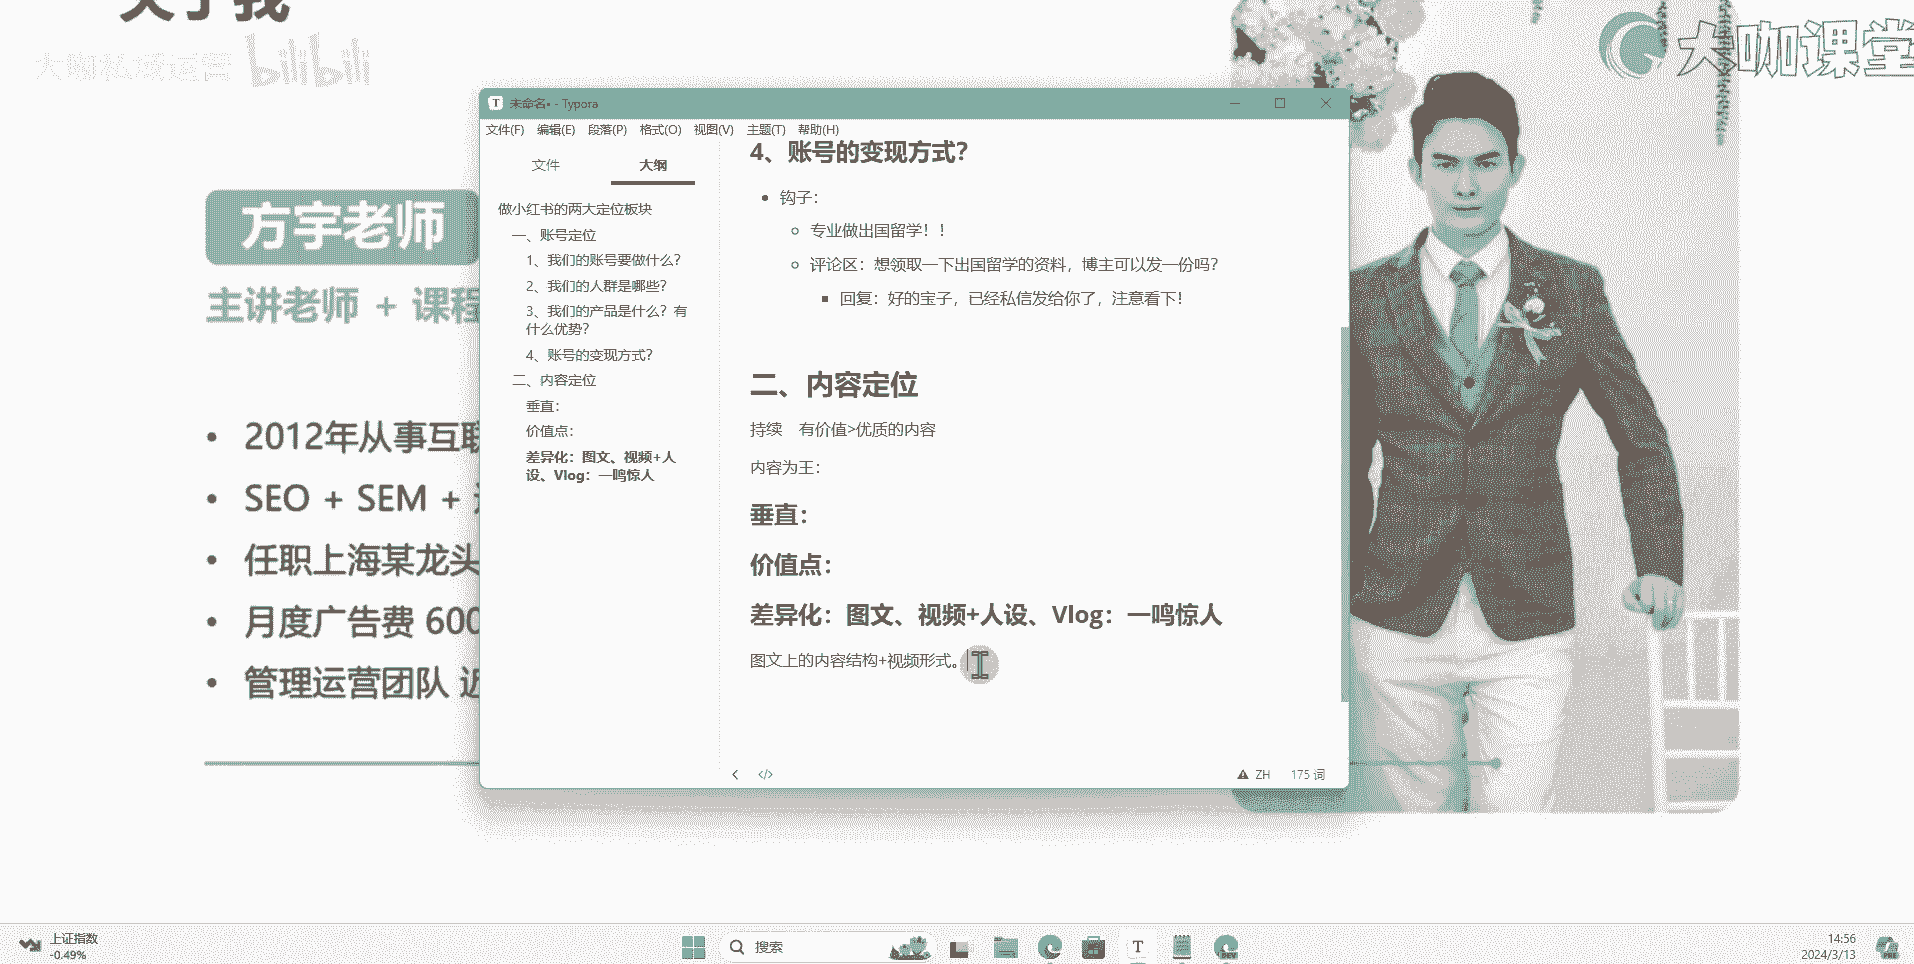 关于我
大咖私域运营 bilibili
大咖课堂
方宇老师
主讲老师 + 课程
2012年从事互联
SEO + SEM +
任职上海某龙头
月度广告费 600
管理运营团队 近
T 未命名• - Typora
文件(F) 编辑(E) 段落(P) 格式(O) 视图(V) 主题(T) 帮助(H)
文件 大纲
做小红书的两大定位板块
一、账号定位
1、我们的账号要做什么？
2、我们的人群是哪些？
3、我们的产品是什么？有
什么优势？
4、账号的变现方式？
二、内容定位
垂直：
价值点：
差异化：图文、视频+人
设、Vlog：一鸣惊人
4、账号的变现方式？
钩子：
专业做出国留学！！
评论区：想领取一下出国留学的资料，博主可以发一份吗？
回复：好的宝子，已经私信发给你了，注意看下！
二、内容定位
持续 有价值>优质的内容
内容为王：
垂直：
价值点：
差异化：图文、视频+人设、Vlog：一鸣惊人
图文上的内容结构+视频形式。
</> ZH 175 词
上证指数
-0.49%
搜索
T
DEV
14:56
2024/3/13
PRE